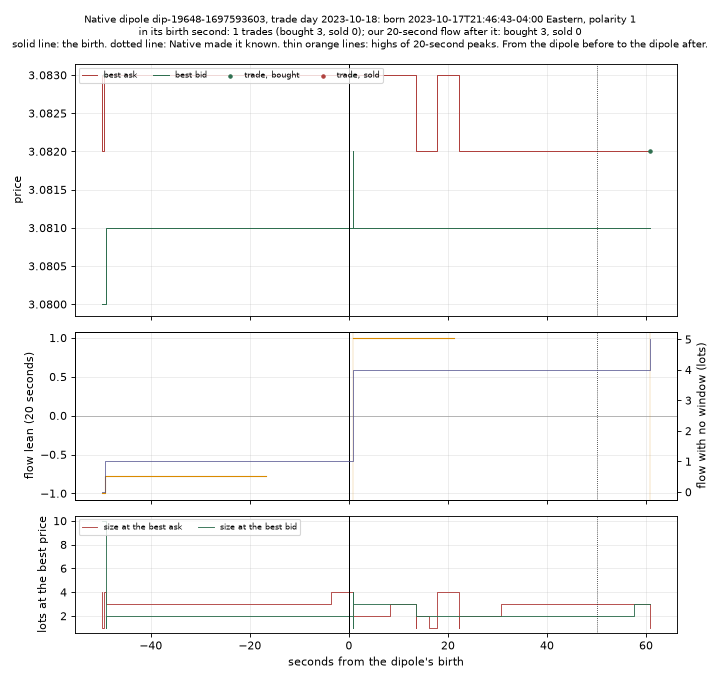 Native dipole dip-19648-1697593603, trade day 2023-10-18: born 2023-10-17T21:46:43-04:00 Eastern, polarity 1
in its birth second: 1 trades (bought 3, sold 0); our 20-second flow after it: bought 3, sold 0
solid line: the birth. dotted line: Native made it known. thin orange lines: highs of 20-second peaks. From the dipole before to the dipole after.
best ask best bid trade, bought trade, sold
3.0830
3.0825
3.0820
3.0815
3.0810
3.0805
3.0800
price
1.0
0.5
0.0
−0.5
−1.0
flow lean (20 seconds)
5
4
3
2
1
0
flow with no window (lots)
size at the best ask size at the best bid
10
8
6
4
2
lots at the best price
−40 −20 0 20 40 60
seconds from the dipole's birth